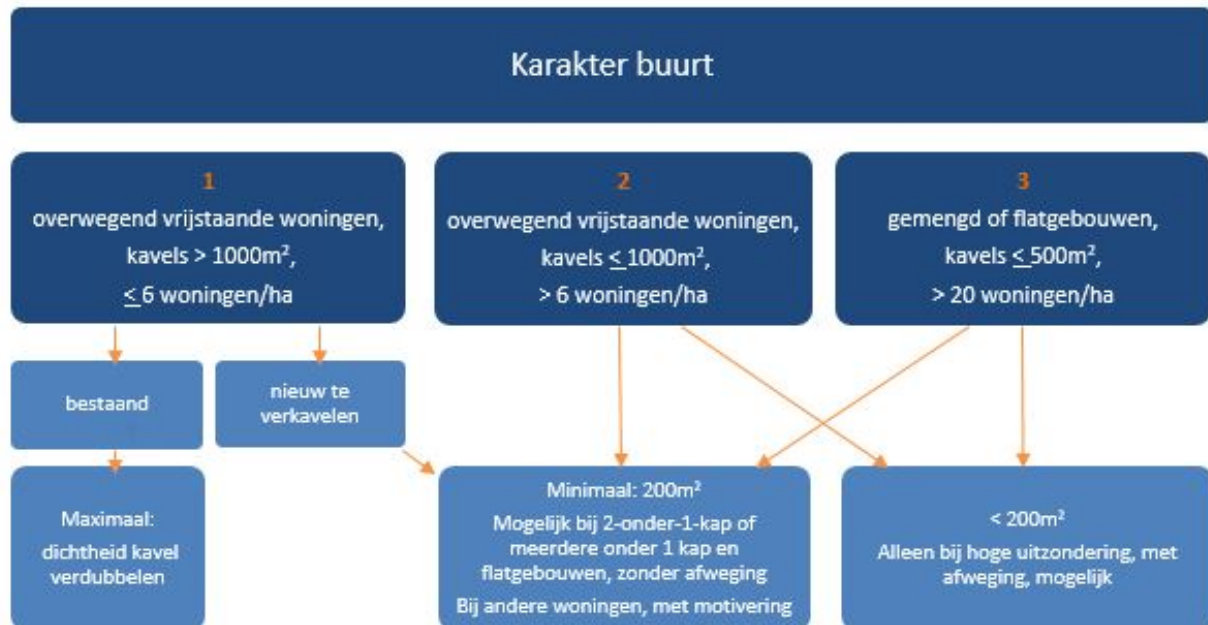 Karakter buurt
1
overwegend vrijstaande woningen,
kavels > 1000m²,
≤ 6 woningen/ha
2
overwegend vrijstaande woningen,
kavels ≤ 1000m²,
> 6 woningen/ha
3
gemengd of flatgebouwen,
kavels ≤ 500m²,
> 20 woningen/ha
bestaand
nieuw te
verkavelen
Maximaal:
dichtheid kavel
verdubbelen
Minimaal: 200m²
Mogelijk bij 2-onder-1-kap of
meerdere onder 1 kap en
flatgebouwen, zonder afweging
Bij andere woningen, met motivering
< 200m²
Alleen bij hoge uitzondering, met
afweging, mogelijk